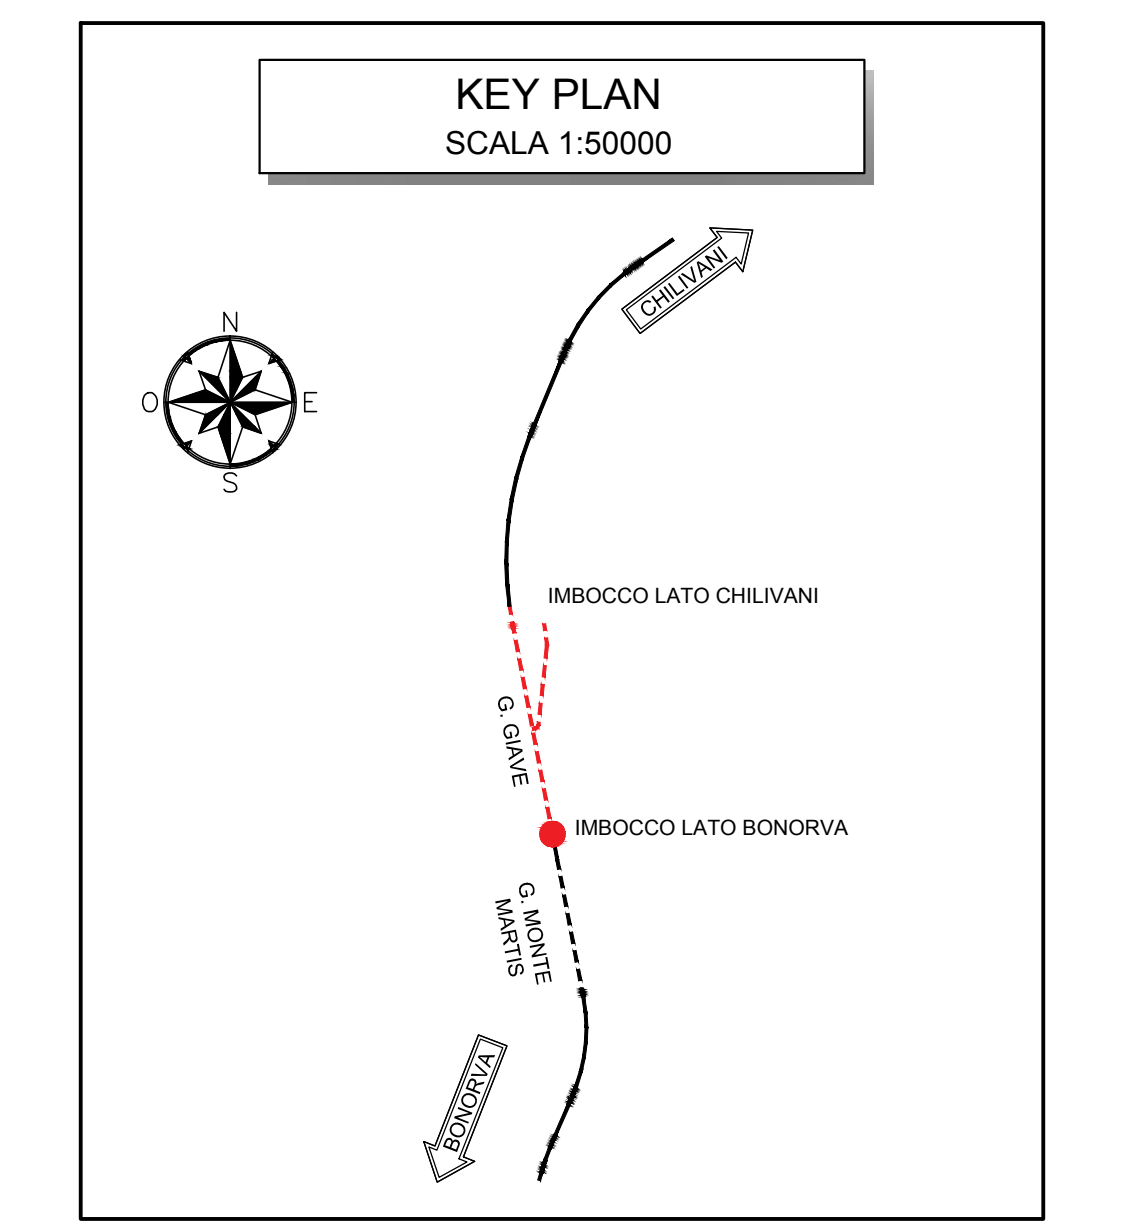 KEY PLAN
SCALA 1:50000
CHILIVANI
N
O
E
S
IMBOCCO LATO CHILIVANI
G. GIAVE
IMBOCCO LATO BONORVA
G. MONTE
MARTIS
BONORVA